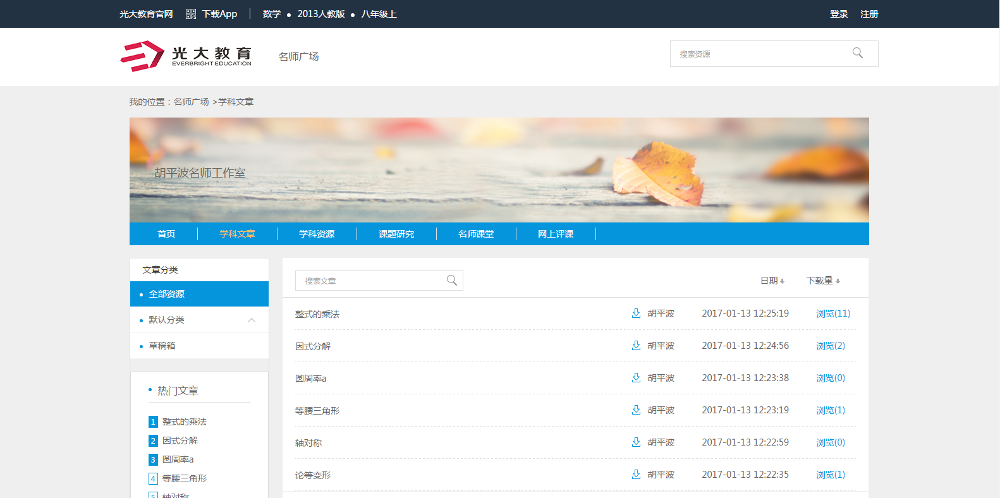 光大教育官网 下载App 数学 ● 2013人教版 ● 八年级上 登录 注册
光大教育 名师广场 搜索资源
EVERBRIGHT EDUCATION
我的位置：名师广场 >学科文章
胡平波名师工作室
首页 学科文章 学科资源 课题研究 名师课堂 网上评课
文章分类
全部资源
默认分类
草稿箱
热门文章
1 整式的乘法
2 因式分解
3 圆周率a
4 等腰三角形
5 轴对称
搜索文章 日期 下载量
整式的乘法 胡平波 2017-01-13 12:25:19 浏览(11)
因式分解 胡平波 2017-01-13 12:24:56 浏览(2)
圆周率a 胡平波 2017-01-13 12:23:38 浏览(0)
等腰三角形 胡平波 2017-01-13 12:23:19 浏览(1)
轴对称 胡平波 2017-01-13 12:22:59 浏览(0)
论等变形 胡平波 2017-01-13 12:22:35 浏览(1)